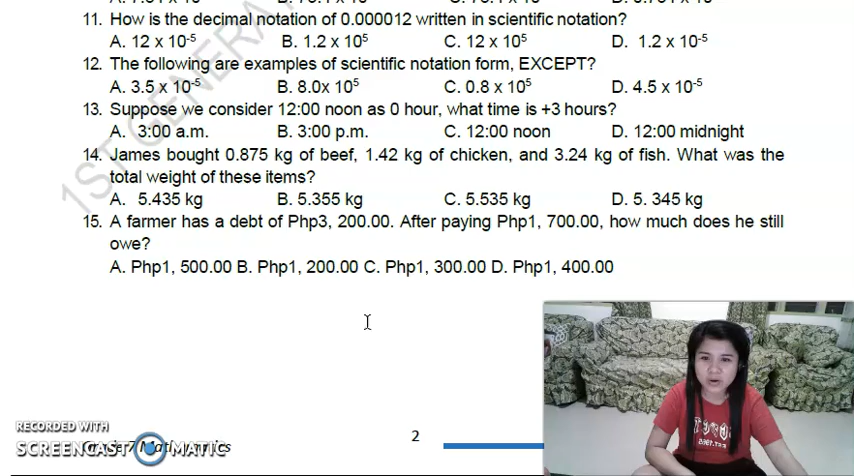 11. How is the decimal notation of 0.000012 written in scientific notation?
A. 12 x 10⁻⁵ B. 1.2 x 10⁵ C. 12 x 10⁵ D. 1.2 x 10⁻⁵
12. The following are examples of scientific notation form, EXCEPT?
A. 3.5 x 10⁻⁵ B. 8.0x 10⁵ C. 0.8 x 10⁵ D. 4.5 x 10⁻⁵
13. Suppose we consider 12:00 noon as 0 hour, what time is +3 hours?
A. 3:00 a.m. B. 3:00 p.m. C. 12:00 noon D. 12:00 midnight
14. James bought 0.875 kg of beef, 1.42 kg of chicken, and 3.24 kg of fish. What was the
total weight of these items?
A. 5.435 kg B. 5.355 kg C. 5.535 kg D. 5. 345 kg
15. A farmer has a debt of Php3, 200.00. After paying Php1, 700.00, how much does he still
owe?
A. Php1, 500.00 B. Php1, 200.00 C. Php1, 300.00 D. Php1, 400.00
1ST GENERA
RECORDED WITH
SCREENCAST MATIC
2